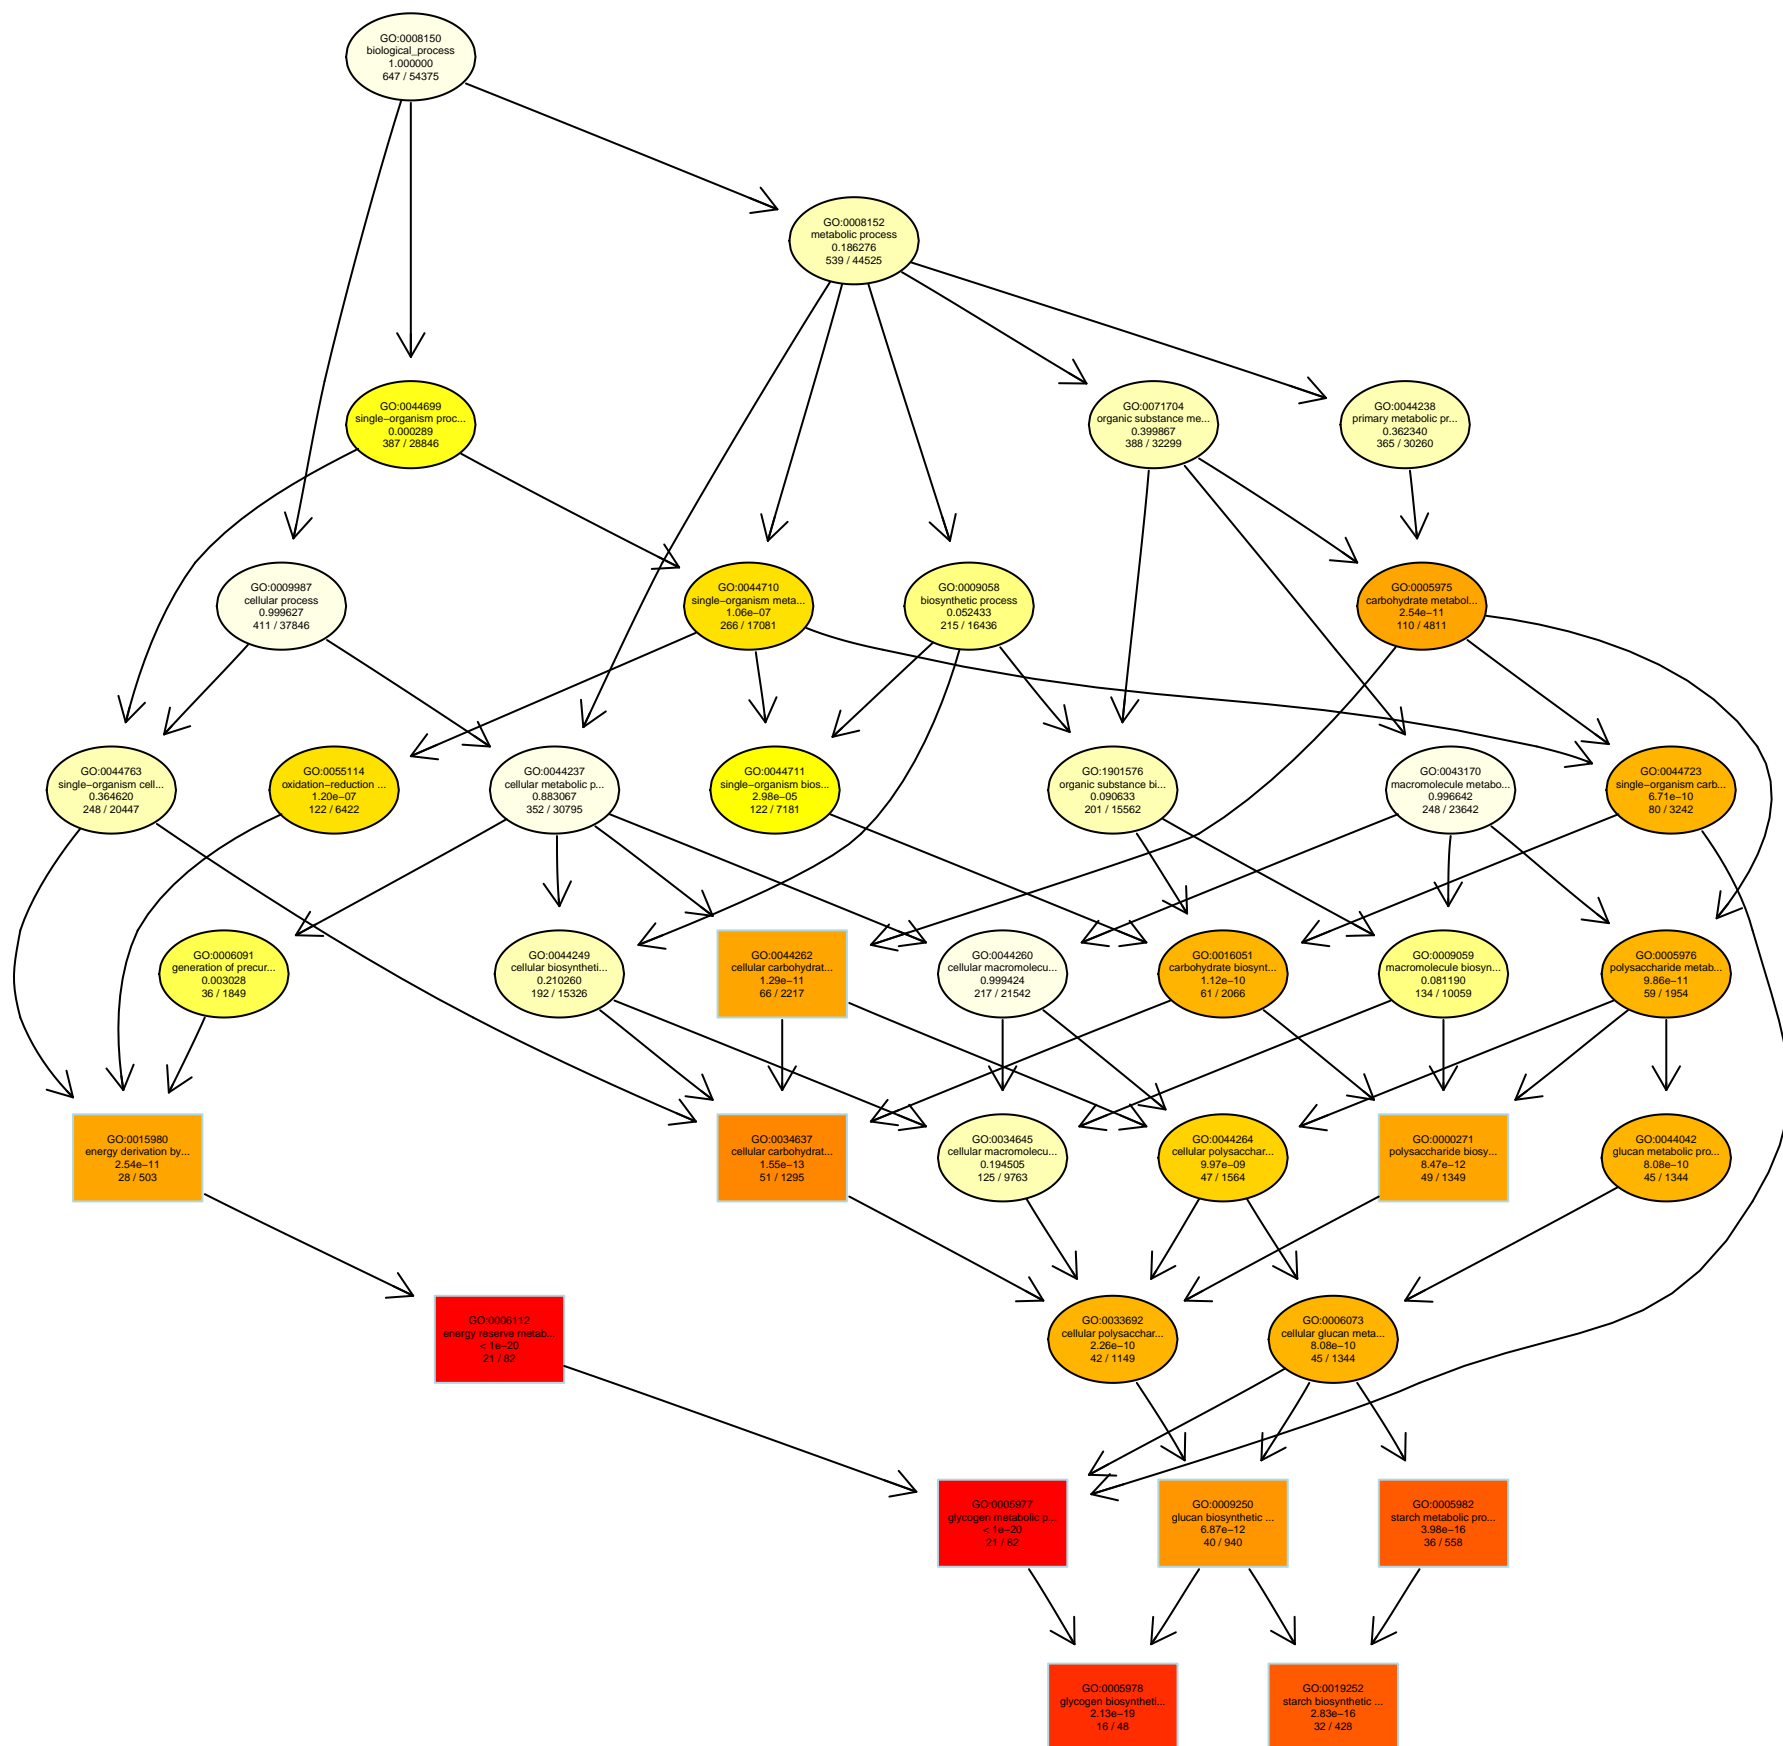 GO:0008150
biological_process
1.000000
647 / 54375
GO:0008152
metabolic process
0.186276
539 / 44525
GO:0044699
single−organism proc...
0.000289
387 / 28846
GO:0071704
organic substance me...
0.399867
388 / 32299
GO:0044238
primary metabolic pr...
0.362340
365 / 30260
GO:0009987
cellular process
0.999627
411 / 37846
GO:0044710
single−organism meta...
1.06e−07
266 / 17081
GO:0009058
biosynthetic process
0.052433
215 / 16436
GO:0005975
carbohydrate metabol...
2.54e−11
110 / 4811
GO:0044763
single−organism cell...
0.364620
248 / 20447
GO:0055114
oxidation−reduction ...
1.20e−07
122 / 6422
GO:0044237
cellular metabolic p...
0.883067
352 / 30795
GO:0044711
single−organism bios...
2.98e−05
122 / 7181
GO:1901576
organic substance bi...
0.090633
201 / 15562
GO:0043170
macromolecule metabo...
0.996642
248 / 23642
GO:0044723
single−organism carb...
6.71e−10
80 / 3242
GO:0006091
generation of precur...
0.003028
36 / 1849
GO:0044249
cellular biosyntheti...
0.210260
192 / 15326
GO:0044262
cellular carbohydrat...
1.29e−11
66 / 2217
GO:0044260
cellular macromolecu...
0.999424
217 / 21542
GO:0016051
carbohydrate biosynt...
1.12e−10
61 / 2066
GO:0009059
macromolecule biosyn...
0.081190
134 / 10059
GO:0005976
polysaccharide metab...
9.86e−11
59 / 1954
GO:0015980
energy derivation by...
2.54e−11
28 / 503
GO:0034637
cellular carbohydrat...
1.55e−13
51 / 1295
GO:0034645
cellular macromolecu...
0.194505
125 / 9763
GO:0044264
cellular polysacchar...
9.97e−09
47 / 1564
GO:0000271
polysaccharide biosy...
8.47e−12
49 / 1349
GO:0044042
glucan metabolic pro...
8.08e−10
45 / 1344
GO:0006112
energy reserve metab...
< 1e−20
21 / 82
GO:0033692
cellular polysacchar...
2.26e−10
42 / 1149
GO:0006073
cellular glucan meta...
8.08e−10
45 / 1344
GO:0005977
glycogen metabolic p...
< 1e−20
21 / 82
GO:0009250
glucan biosynthetic ...
6.87e−12
40 / 940
GO:0005982
starch metabolic pro...
3.98e−16
36 / 558
GO:0005978
glycogen biosyntheti...
2.13e−19
16 / 48
GO:0019252
starch biosynthetic ...
2.83e−16
32 / 428